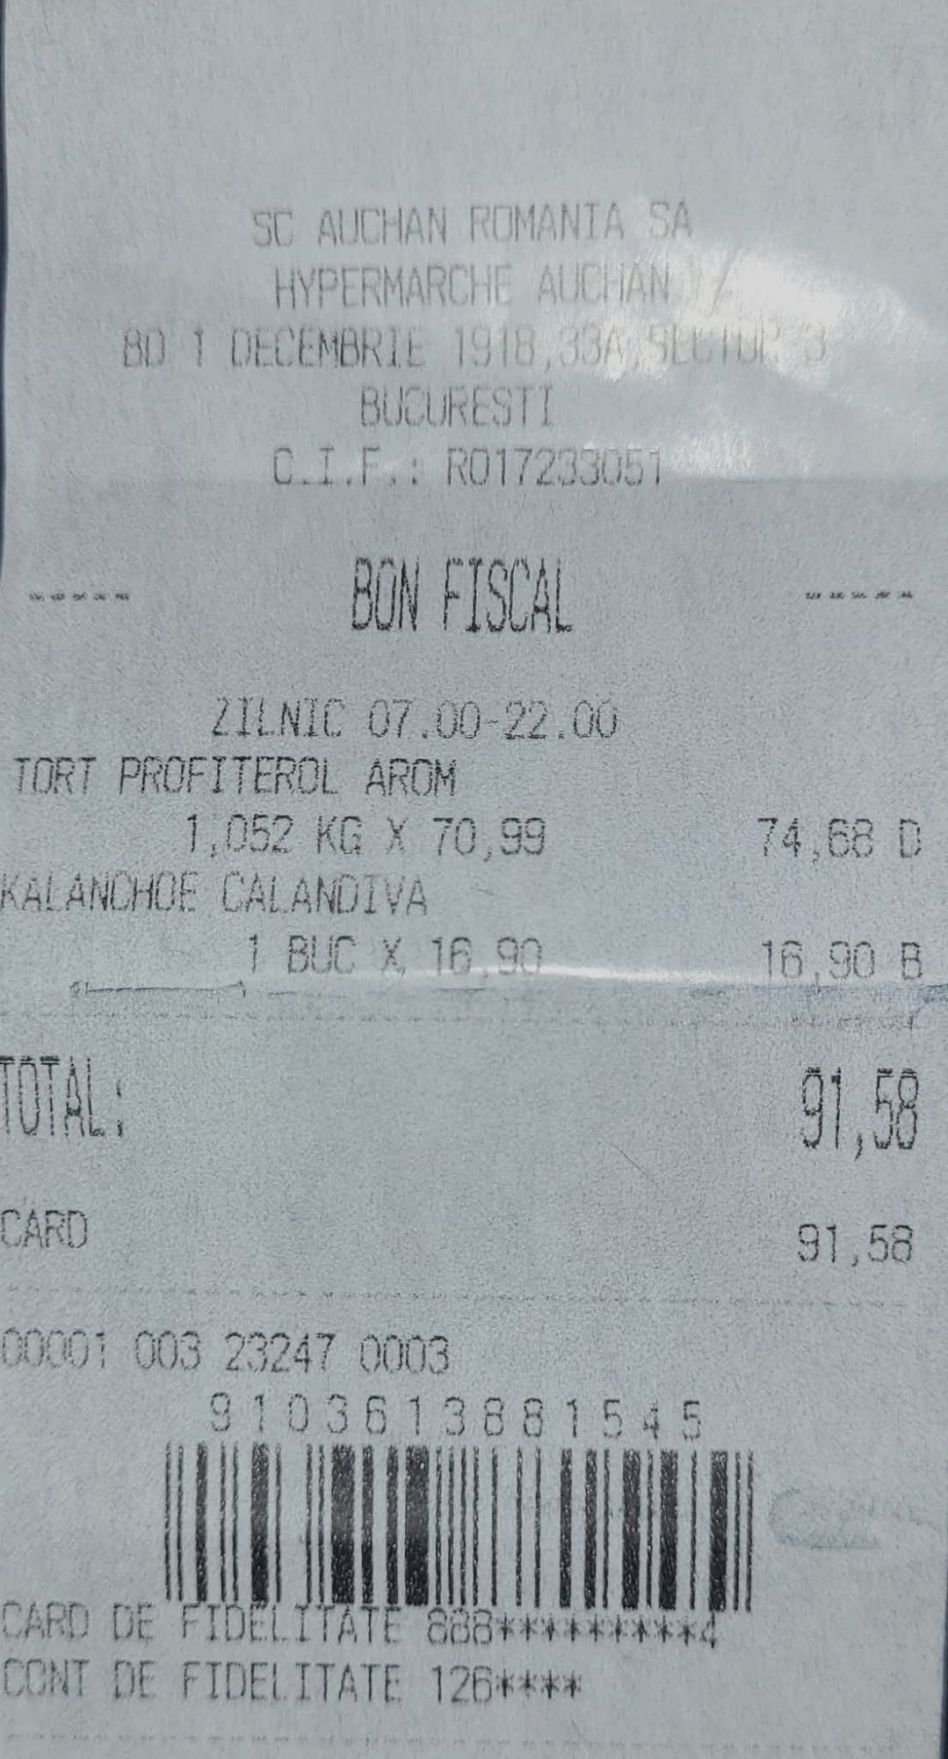 SC AUCHAN ROMANIA SA
HYPERMARCHE AUCHAN
BD 1 DECEMBRIE 1918,33A,SECTOR 3
BUCURESTI
C.I.F.: RO17233051
----- BON FISCAL -----
ZILNIC 07.00-22.00
TORT PROFITEROL AROM
1,052 KG X 70,99 74,68 D
KALANCHOE CALANDIVA
1 BUC X 16,90 16,90 B
TOTAL: 91,58
CARD 91,58
00001 003 23247 0003
9103613881545
CARD DE FIDELITATE 888*********4
CONT DE FIDELITATE 126****